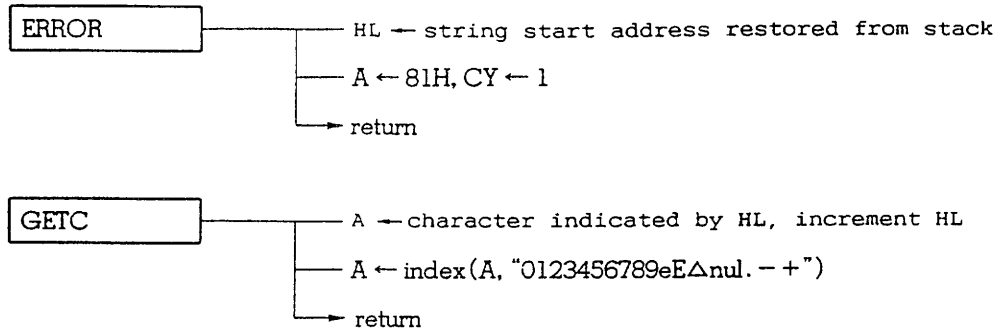 ERROR
HL ← string start address restored from stack
A ← 81H, CY ← 1
return
GETC
A ← character indicated by HL, increment HL
A ← index(A, “0123456789eE△nul. − +”)
return